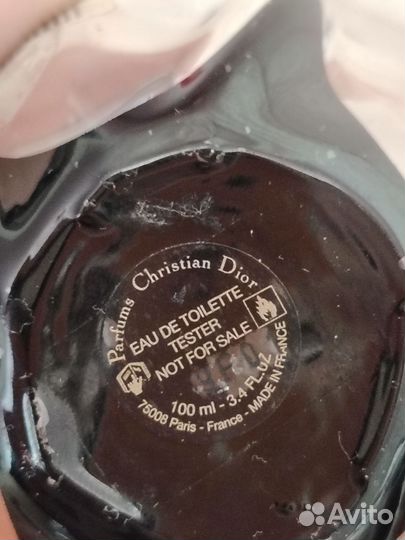 Parfums Christian Dior
EAU DE TOILETTE
TESTER
NOT FOR SALE
100 ml - 3.4 FL.OZ
75008 Paris - France - MADE IN FRANCE
Avito